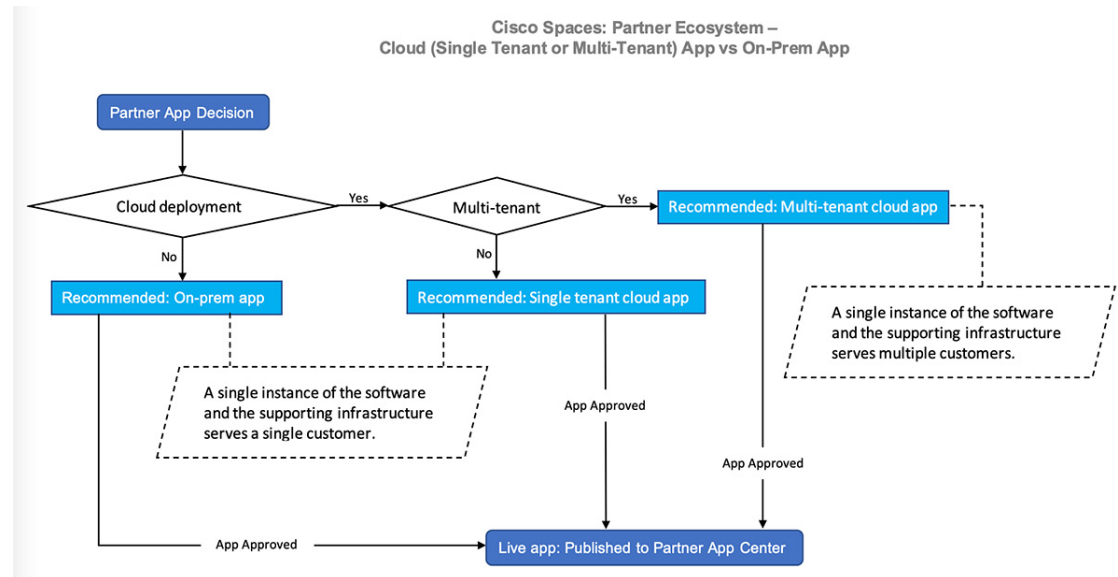 Cisco Spaces: Partner Ecosystem –
Cloud (Single Tenant or Multi-Tenant) App vs On-Prem App
Partner App Decision
Cloud deployment
Yes
Multi-tenant
Yes
Recommended: Multi-tenant cloud app
No
No
Recommended: On-prem app
Recommended: Single tenant cloud app
A single instance of the software
and the supporting infrastructure
serves multiple customers.
A single instance of the software
and the supporting infrastructure
serves a single customer.
App Approved
App Approved
App Approved
Live app: Published to Partner App Center